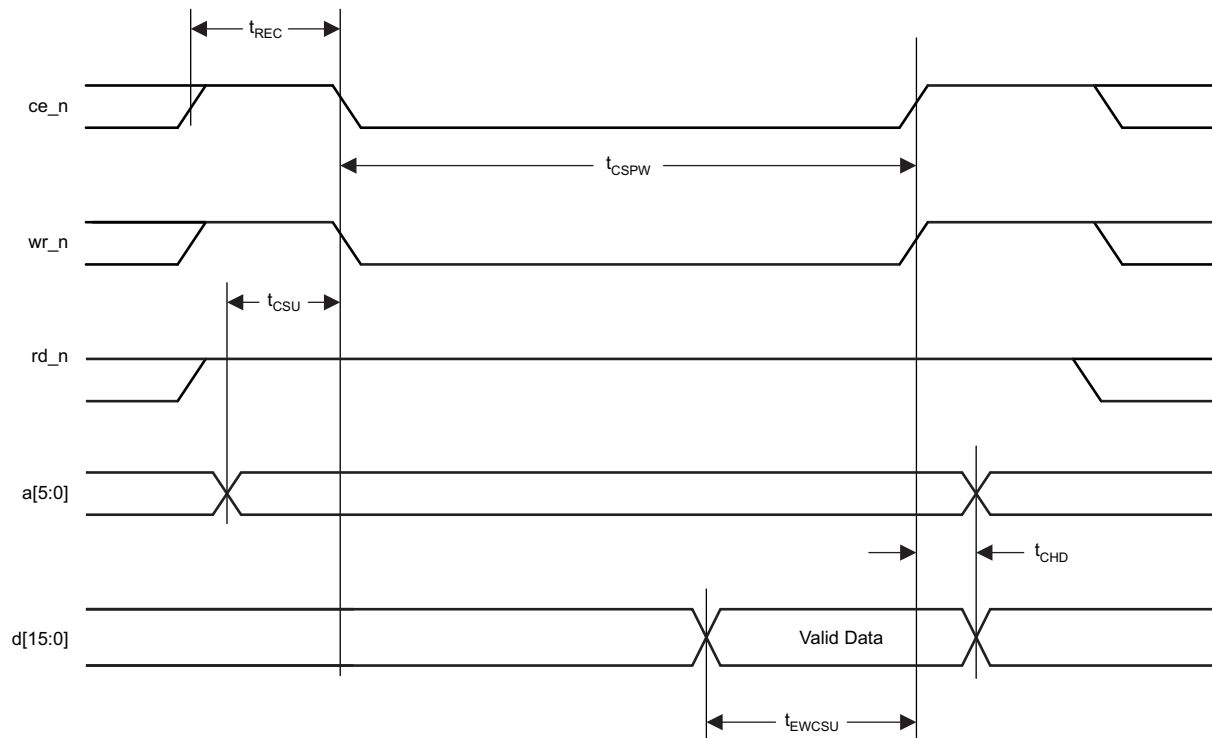 tREC
ce_n
tCSPW
wr_n
tCSU
rd_n
a[5:0]
tCHD
d[15:0]
Valid Data
tEWCSU